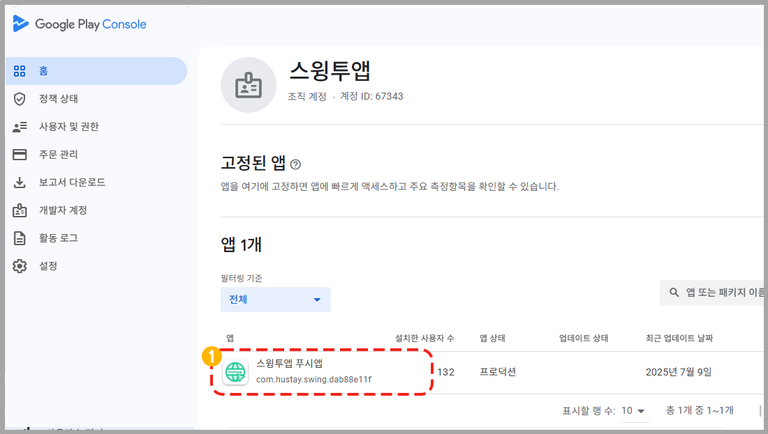 Google Play Console
홈
정책 상태
사용자 및 권한
주문 관리
보고서 다운로드
개발자 계정
활동 로그
설정
스윙투앱
조직 계정 · 계정 ID: 67343
고정된 앱
앱을 여기에 고정하면 앱에 빠르게 액세스하고 주요 측정항목을 확인할 수 있습니다.
앱 1개
필터링 기준
전체
앱 또는 패키지 이름
앱 설치한 사용자 수 앱 상태 업데이트 상태 최근 업데이트 날짜
1
스윙투앱 푸시앱
com.hustay.swing.dab88e11f
132 프로덕션 2025년 7월 9일
표시할 행 수: 10 총 1개 중 1~1개